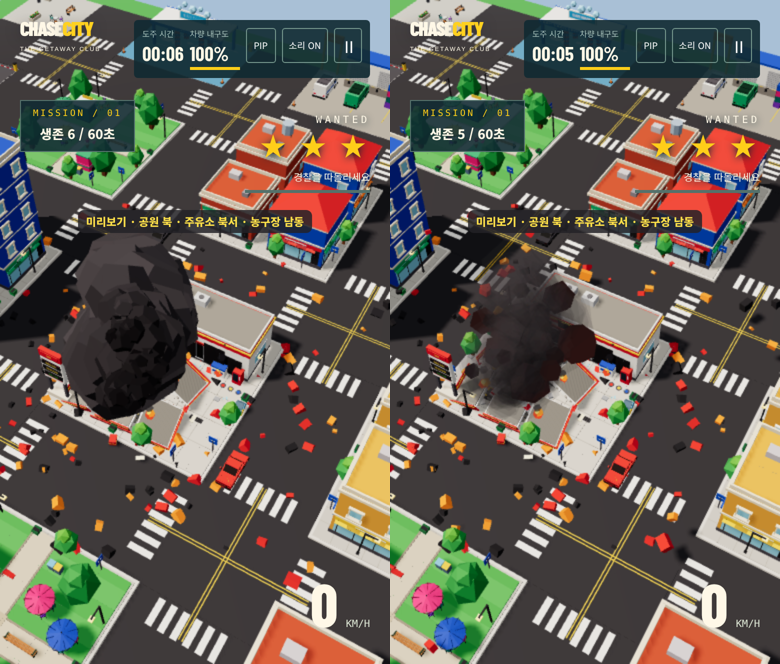 CHASECITY
THE GETAWAY CLUB
도주 시간
00:06
차량 내구도
100%
PIP
소리 ON
MISSION / 01
생존 6 / 60초
WANTED
경찰을 따돌리세요
미리보기 · 공원 북 · 주유소 북서 · 농구장 남동
0 KM/H
CHASECITY
THE GETAWAY CLUB
도주 시간
00:05
차량 내구도
100%
PIP
소리 ON
MISSION / 01
생존 5 / 60초
WANTED
경찰을 따돌리세요
미리보기 · 공원 북 · 주유소 북서 · 농구장 남동
0 KM/H